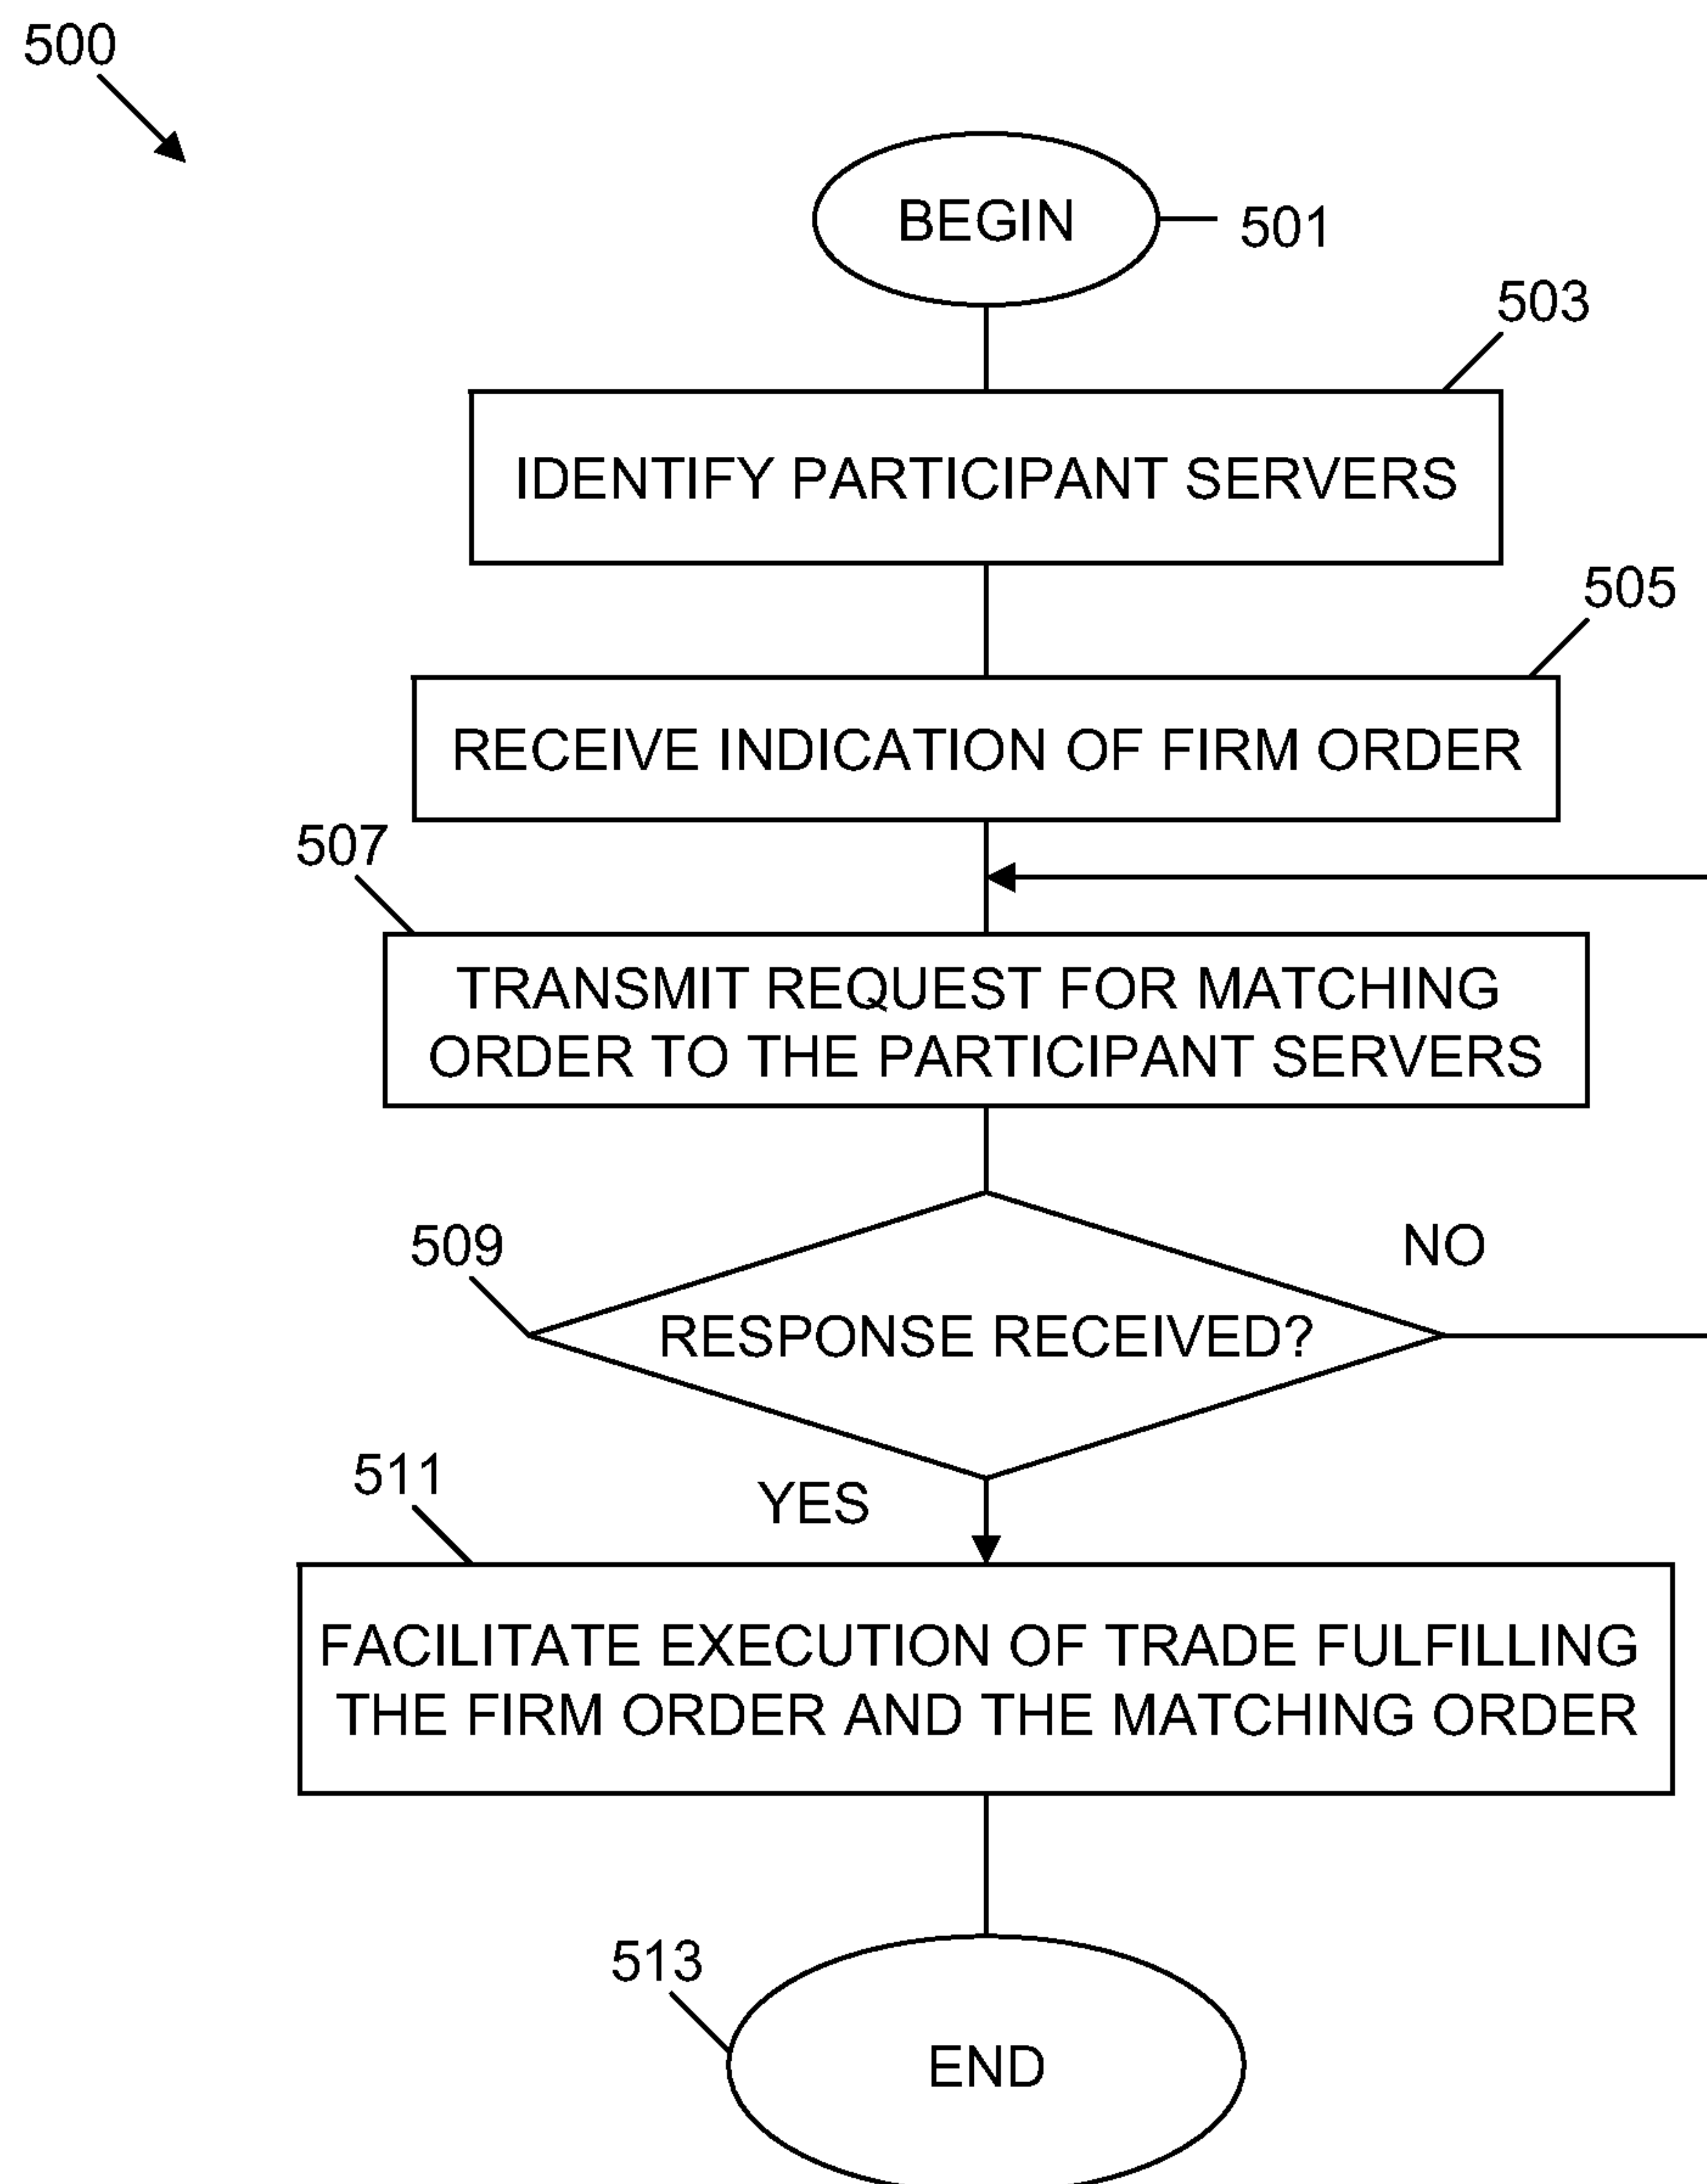 500
BEGIN
501
503
IDENTIFY PARTICIPANT SERVERS
505
RECEIVE INDICATION OF FIRM ORDER
507
TRANSMIT REQUEST FOR MATCHING
ORDER TO THE PARTICIPANT SERVERS
509
NO
RESPONSE RECEIVED?
511
YES
FACILITATE EXECUTION OF TRADE FULFILLING
THE FIRM ORDER AND THE MATCHING ORDER
513
END